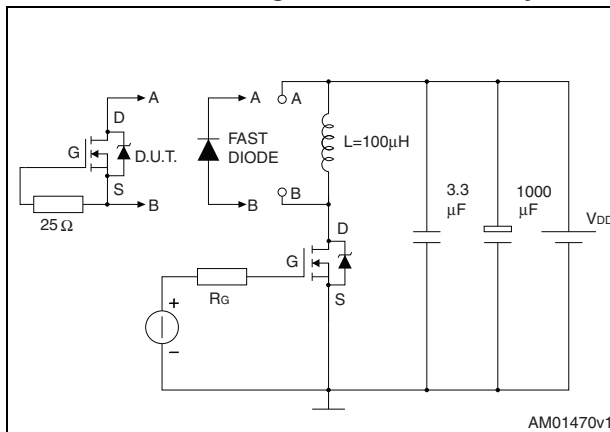 A
D
G
D.U.T.
S
B
25 Ω
A
FAST
DIODE
B
A
L=100µH
B
D
G
S
RG
+
–
3.3
µF
1000
µF
VDD
AM01470v1